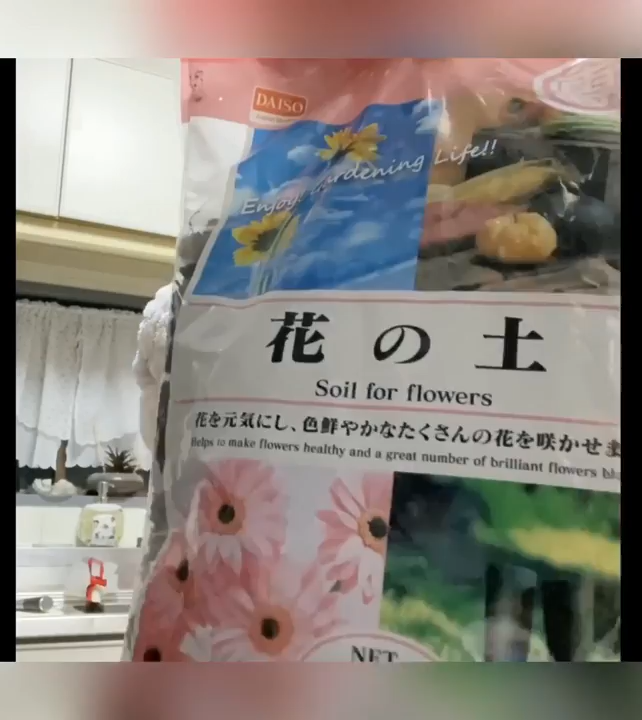 DAISO
Enjoy! Gardening Life!!
花の土
Soil for flowers
花を元気にし、色鮮やかなたくさんの花を咲かせま
Helps to make flowers healthy and a great number of brilliant flowers
NET